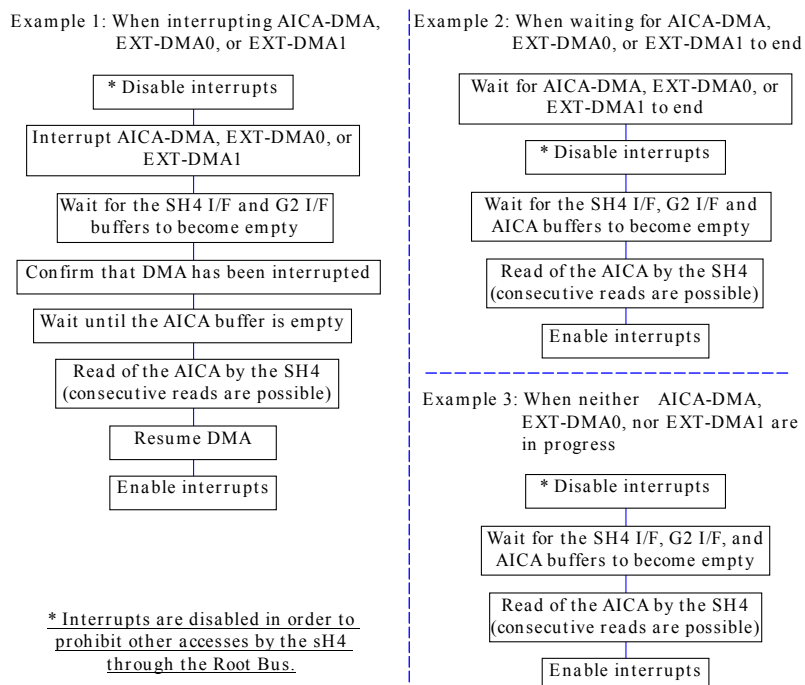 Example 1: When interrupting AICA-DMA,
EXT-DMA0, or EXT-DMA1
* Disable interrupts
Interrupt AICA-DMA, EXT-DMA0, or
EXT-DMA1
Wait for the SH4 I/F and G2 I/F
buffers to become empty
Confirm that DMA has been interrupted
Wait until the AICA buffer is empty
Read of the AICA by the SH4
(consecutive reads are possible)
Resume DMA
Enable interrupts
* Interrupts are disabled in order to
prohibit other accesses by the sH4
through the Root Bus.
Example 2: When waiting for AICA-DMA,
EXT-DMA0, or EXT-DMA1 to end
Wait for AICA-DMA, EXT-DMA0, or
EXT-DMA1 to end
* Disable interrupts
Wait for the SH4 I/F, G2 I/F and
AICA buffers to become empty
Read of the AICA by the SH4
(consecutive reads are possible)
Enable interrupts
Example 3: When neither AICA-DMA,
EXT-DMA0, nor EXT-DMA1 are
in progress
* Disable interrupts
Wait for the SH4 I/F, G2 I/F, and
AICA buffers to become empty
Read of the AICA by the SH4
(consecutive reads are possible)
Enable interrupts